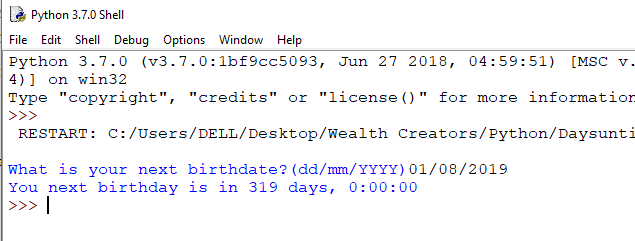 Python 3.7.0 Shell
File Edit Shell Debug Options Window Help
Python 3.7.0 (v3.7.0:1bf9cc5093, Jun 27 2018, 04:59:51) [MSC v.
4)] on win32
Type "copyright", "credits" or "license()" for more information
>>>
RESTART: C:/Users/DELL/Desktop/Wealth Creators/Python/Daysunti
What is your next birthdate?(dd/mm/YYYY)01/08/2019
You next birthday is in 319 days, 0:00:00
>>>